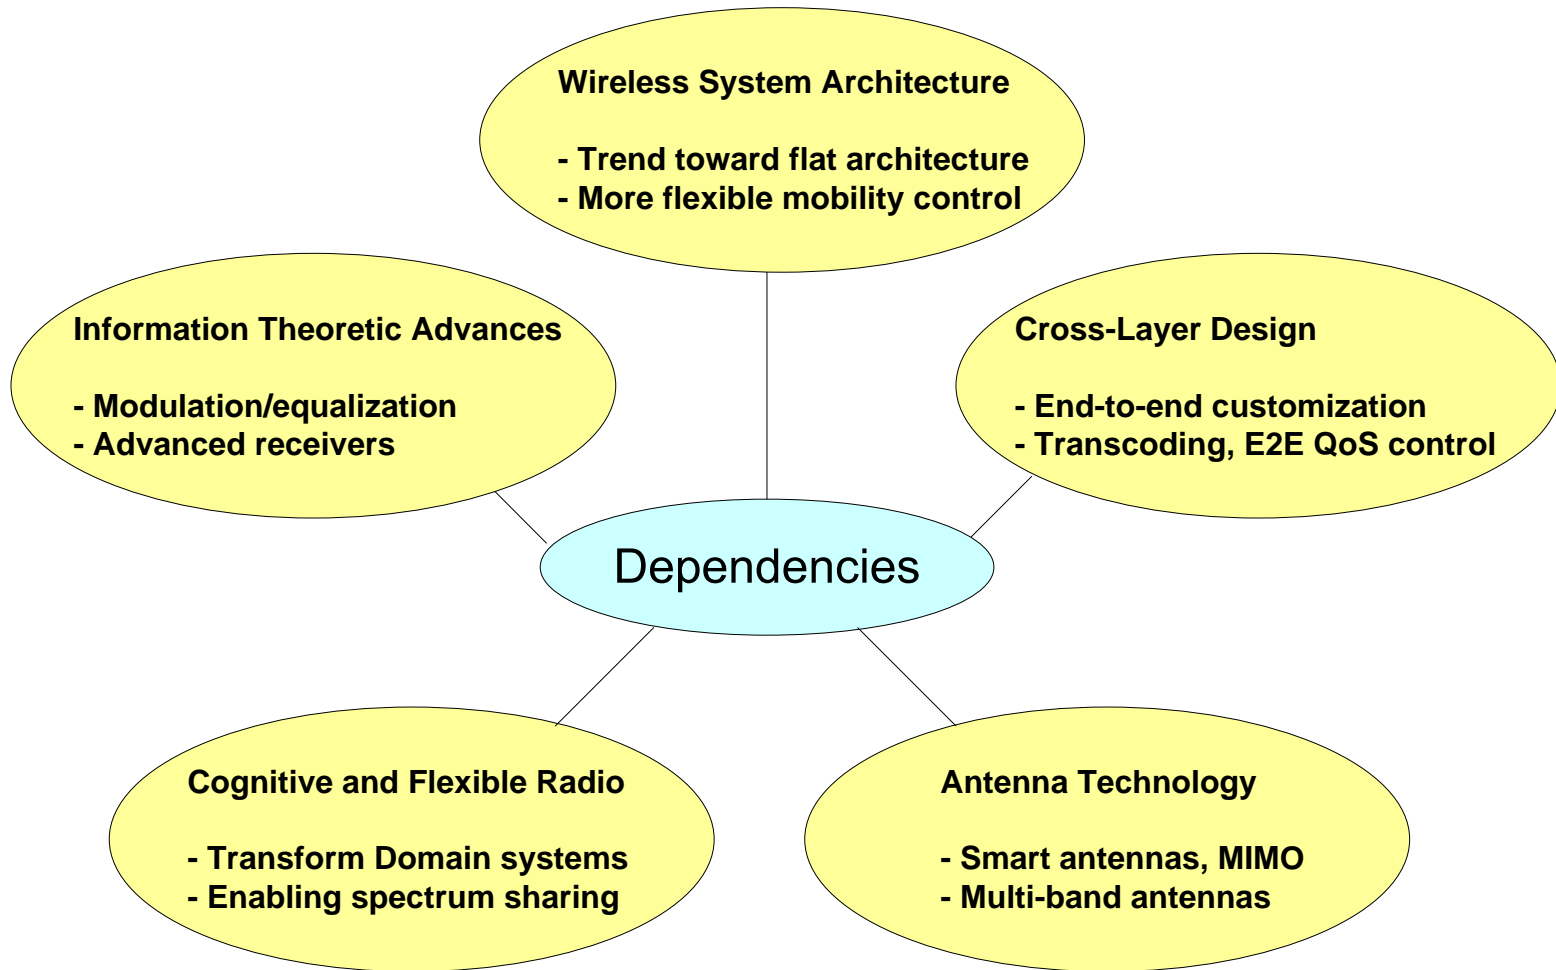 Wireless System Architecture
- Trend toward flat architecture
- More flexible mobility control
Information Theoretic Advances
- Modulation/equalization
- Advanced receivers
Cross-Layer Design
- End-to-end customization
- Transcoding, E2E QoS control
Dependencies
Cognitive and Flexible Radio
- Transform Domain systems
- Enabling spectrum sharing
Antenna Technology
- Smart antennas, MIMO
- Multi-band antennas